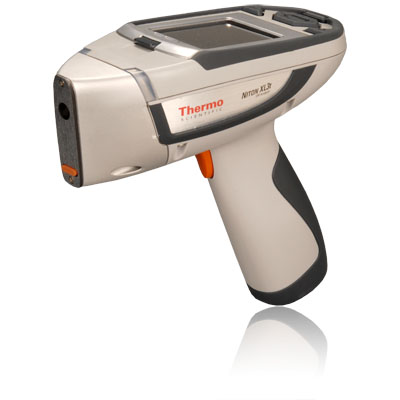 Thermo
SCIENTIFIC
NITON XL3t